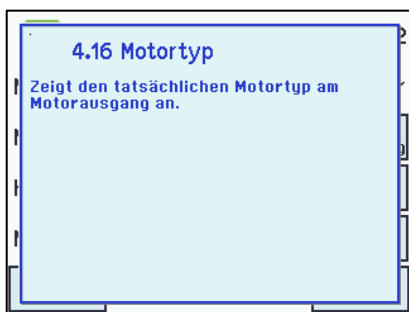 4.16 Motortyp
Zeigt den tatsächlichen Motortyp am
Motorausgang an.